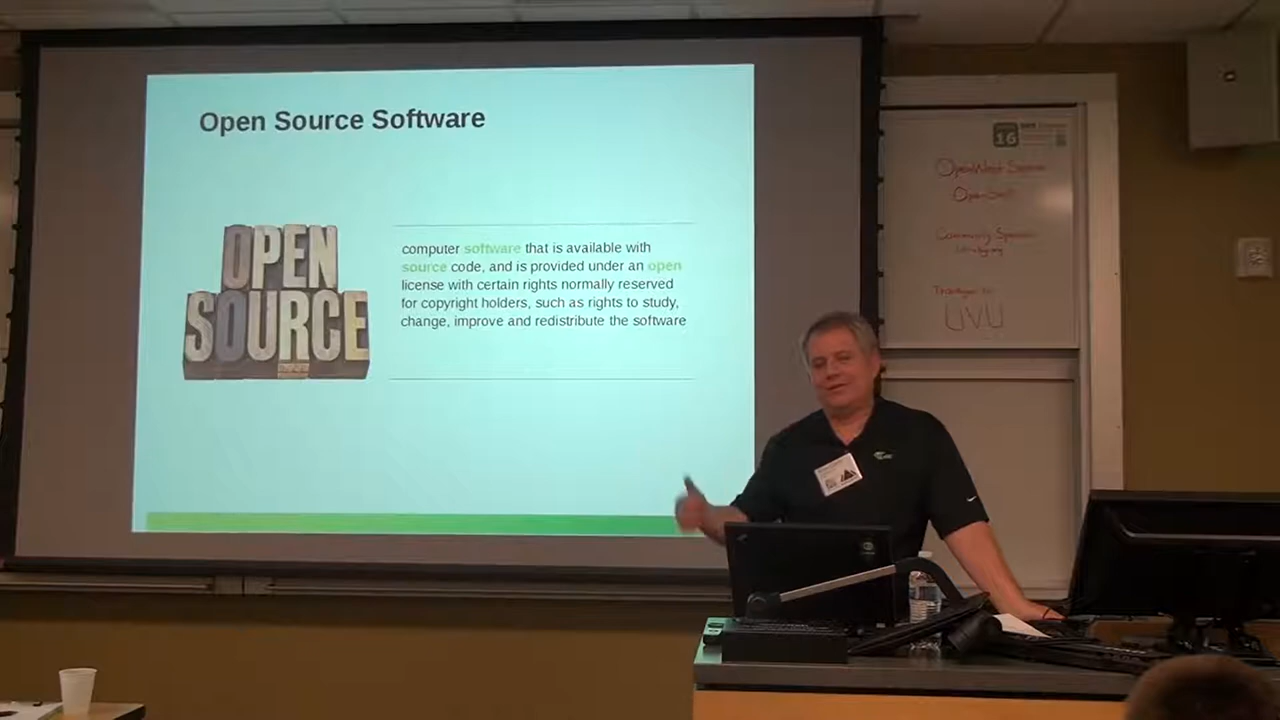 Open Source Software
OPEN
SOURCE
computer software that is available with
source code, and is provided under an open
license with certain rights normally reserved
for copyright holders, such as rights to study,
change, improve and redistribute the software
16
OpenWest
Community
UVU